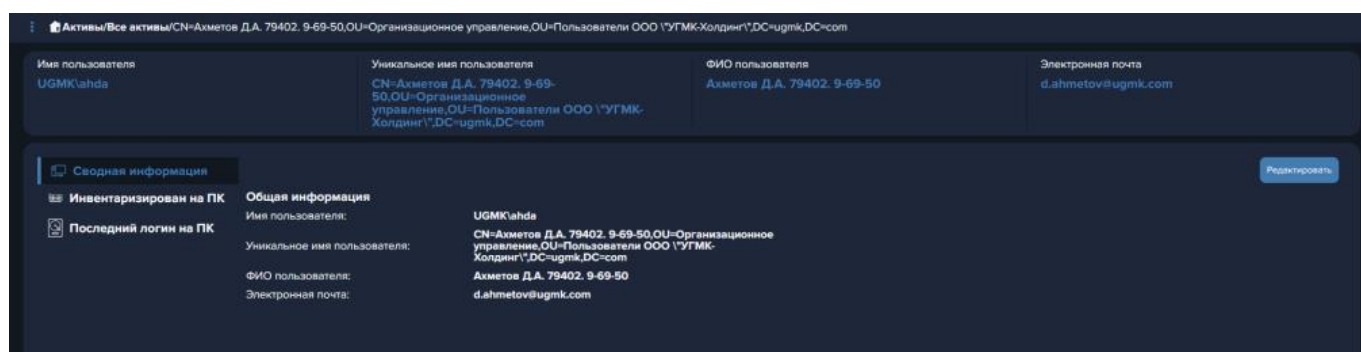 Активы/Все активы/CN=Ахметов Д.А. 79402. 9-69-50,OU=Организационное управление,OU=Пользователи ООО \"УГМК-Холдинг\",DC=ugmk,DC=com
Имя пользователя
UGMK\ahda
Уникальное имя пользователя
CN=Ахметов Д.А. 79402. 9-69-
50,OU=Организационное
управление,OU=Пользователи ООО \"УГМК-
Холдинг\",DC=ugmk,DC=com
ФИО пользователя
Ахметов Д.А. 79402. 9-69-50
Электронная почта
d.ahmetov@ugmk.com
Сводная информация
Инвентаризирован на ПК
Последний логин на ПК
Редактировать
Общая информация
Имя пользователя: UGMK\ahda
Уникальное имя пользователя: CN=Ахметов Д.А. 79402. 9-69-50,OU=Организационное
управление,OU=Пользователи ООО \"УГМК-
Холдинг\",DC=ugmk,DC=com
ФИО пользователя: Ахметов Д.А. 79402. 9-69-50
Электронная почта: d.ahmetov@ugmk.com